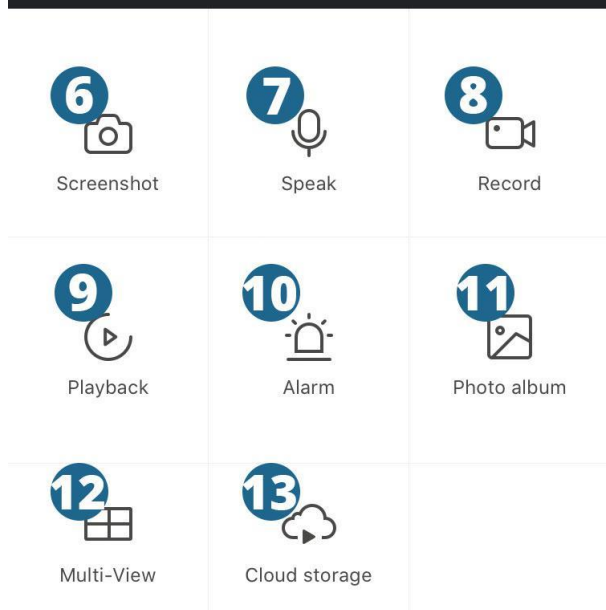 6 7 8
Screenshot Speak Record
9 10 11
Playback Alarm Photo album
12 13
Multi-View Cloud storage